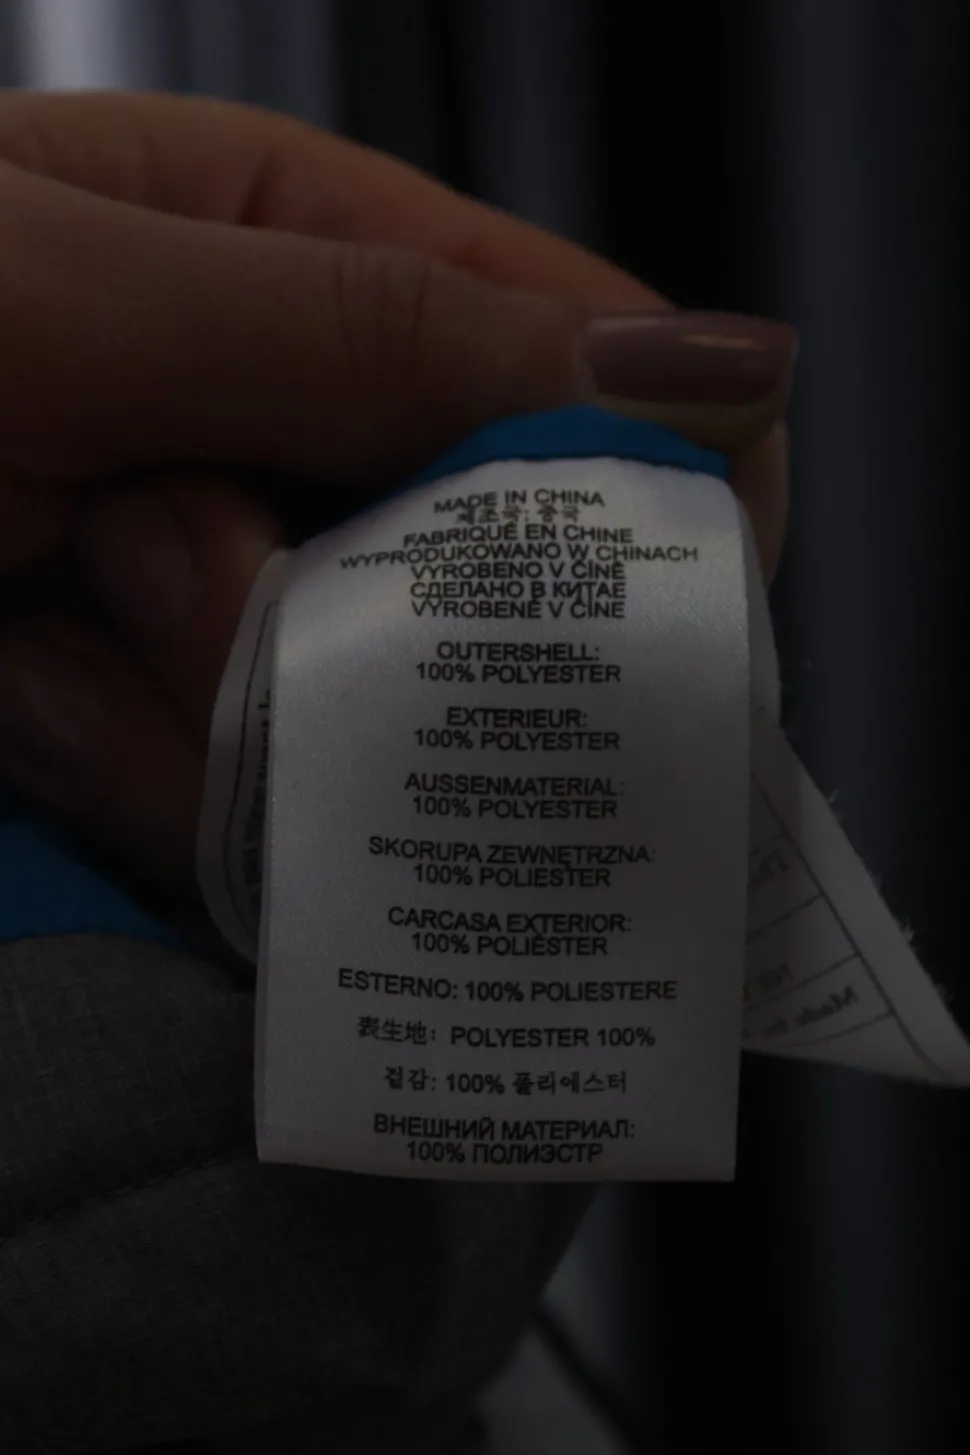 MADE IN CHINA
제조국: 중국
FABRIQUÉ EN CHINE
WYPRODUKOWANO W CHINACH
VYROBENO V ČÍNĚ
СДЕЛАНО В КИТАЕ
VYROBENÉ V ČÍNE
OUTERSHELL:
100% POLYESTER
EXTERIEUR:
100% POLYESTER
AUSSENMATERIAL:
100% POLYESTER
SKORUPA ZEWNĘTRZNA:
100% POLIESTER
CARCASA EXTERIOR:
100% POLIÉSTER
ESTERNO: 100% POLIESTERE
表生地: POLYESTER 100%
겉감: 100% 폴리에스터
ВНЕШНИЙ МАТЕРИАЛ:
100% ПОЛИЭСТР